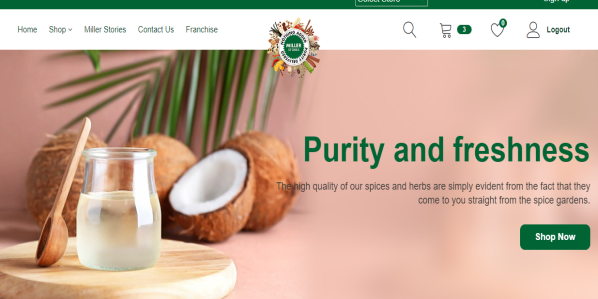 Select Store
Sign up
Home Shop Miller Stories Contact Us Franchise
MILLER
3
0
Logout
Purity and freshness
The high quality of our spices and herbs are simply evident from the fact that they
come to you straight from the spice gardens.
Shop Now